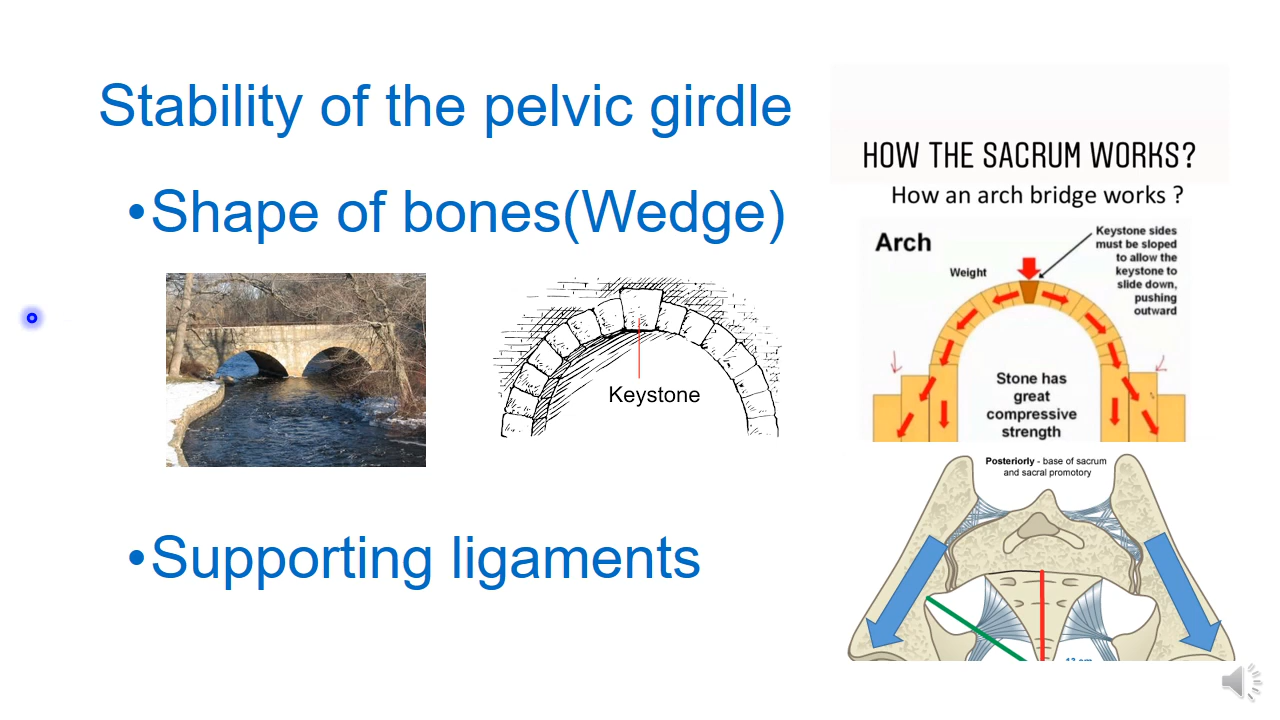 Stability of the pelvic girdle
•Shape of bones(Wedge)
Keystone
•Supporting ligaments
HOW THE SACRUM WORKS?
How an arch bridge works ?
Arch
Weight
Keystone sides
must be sloped
to allow the
keystone to
slide down,
pushing
outward
Stone has
great
compressive
strength
Posteriorly - base of sacrum
and sacral promotory